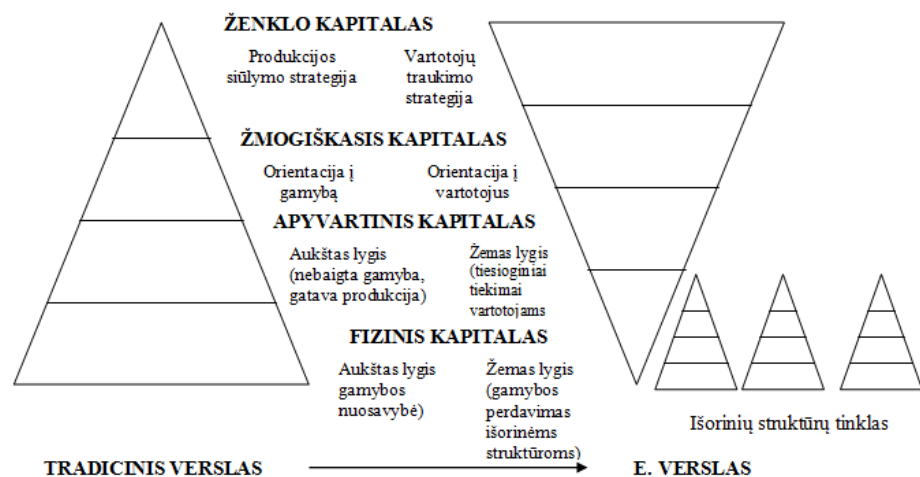 ŽENKLO KAPITALAS
Produkcijos
siūlymo strategija
Vartotojų
traukimo
strategija
ŽMOGIŠKASIS KAPITALAS
Orientacija į
gamybą
Orientacija į
vartotojus
APYVARTINIS KAPITALAS
Aukštas lygis
(nebaigta gamyba,
gatava produkcija)
Žemas lygis
(tiesioginiai
tiekimai
vartotojams
FIZINIS KAPITALAS
Aukštas lygis
gamybos
nuosavybė)
Žemas lygis
(gamybos
perdavimas
išorinėms
struktūroms)
Išorinių struktūrų tinklas
TRADICINIS VERSLAS
E. VERSLAS